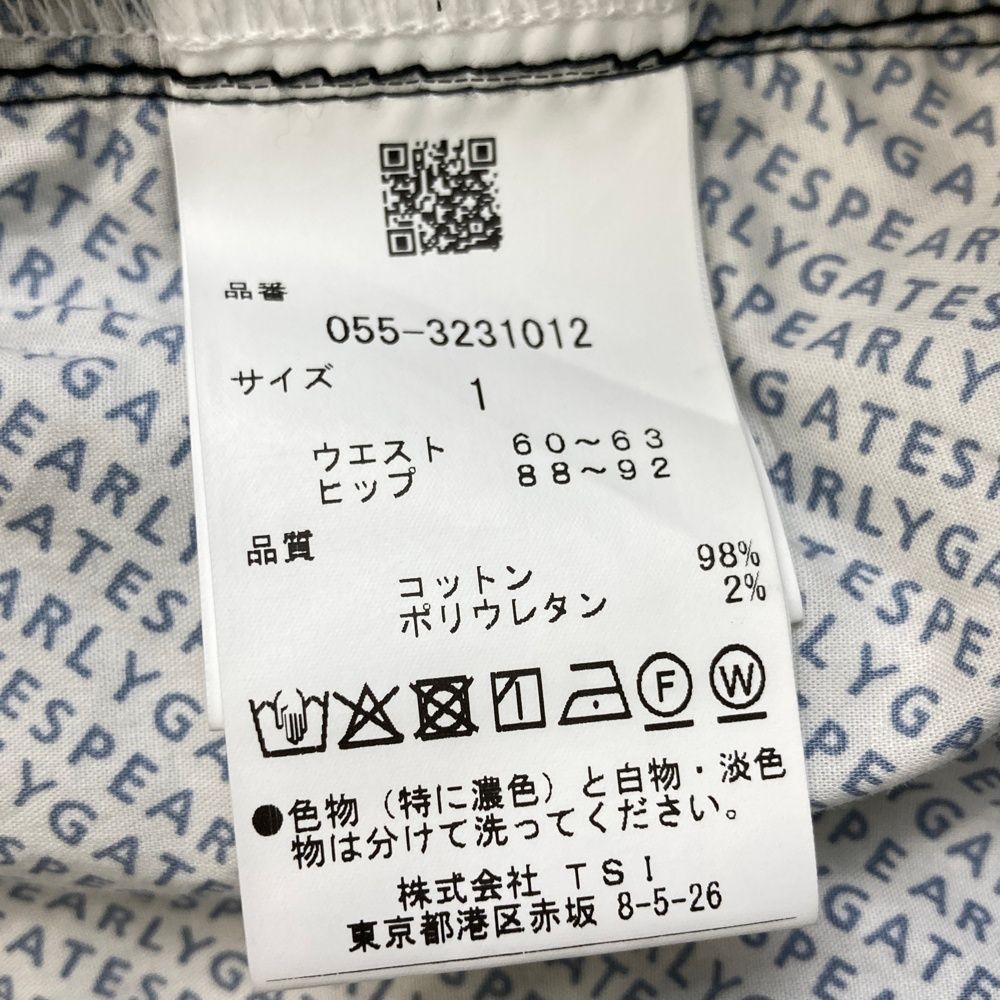 品番
055-3231012
サイズ
1
ウエスト 60～63
ヒップ 88～92
品質
コットン 98%
ポリウレタン 2%
F W
●色物（特に濃色）と白物・淡色
物は分けて洗ってください。
株式会社 TSI
東京都港区赤坂 8-5-26
PEARLYGATES